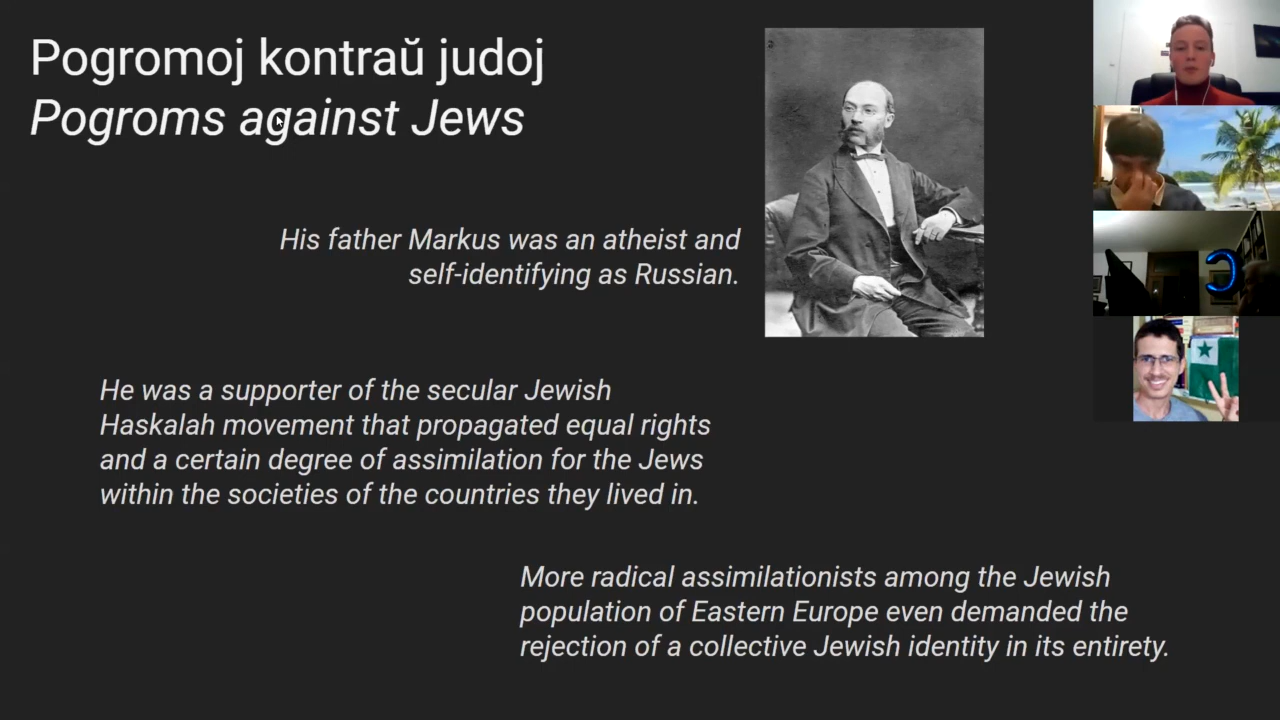 Pogromoj kontraŭ judoj
Pogroms against Jews
His father Markus was an atheist and
self-identifying as Russian.
He was a supporter of the secular Jewish
Haskalah movement that propagated equal rights
and a certain degree of assimilation for the Jews
within the societies of the countries they lived in.
More radical assimilationists among the Jewish
population of Eastern Europe even demanded the
rejection of a collective Jewish identity in its entirety.